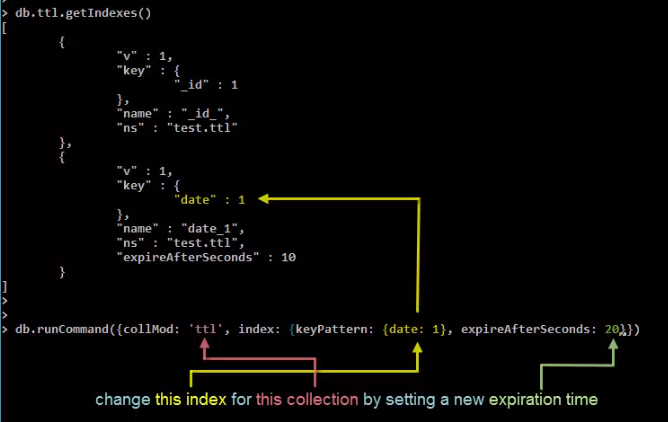 > db.ttl.getIndexes()
[
{
"v" : 1,
"key" : {
"_id" : 1
},
"name" : "_id_",
"ns" : "test.ttl"
},
{
"v" : 1,
"key" : {
"date" : 1
},
"name" : "date_1",
"ns" : "test.ttl",
"expireAfterSeconds" : 10
}
]
>
>
> db.runCommand({collMod: 'ttl', index: {keyPattern: {date: 1}, expireAfterSeconds: 20}})
change this index for this collection by setting a new expiration time